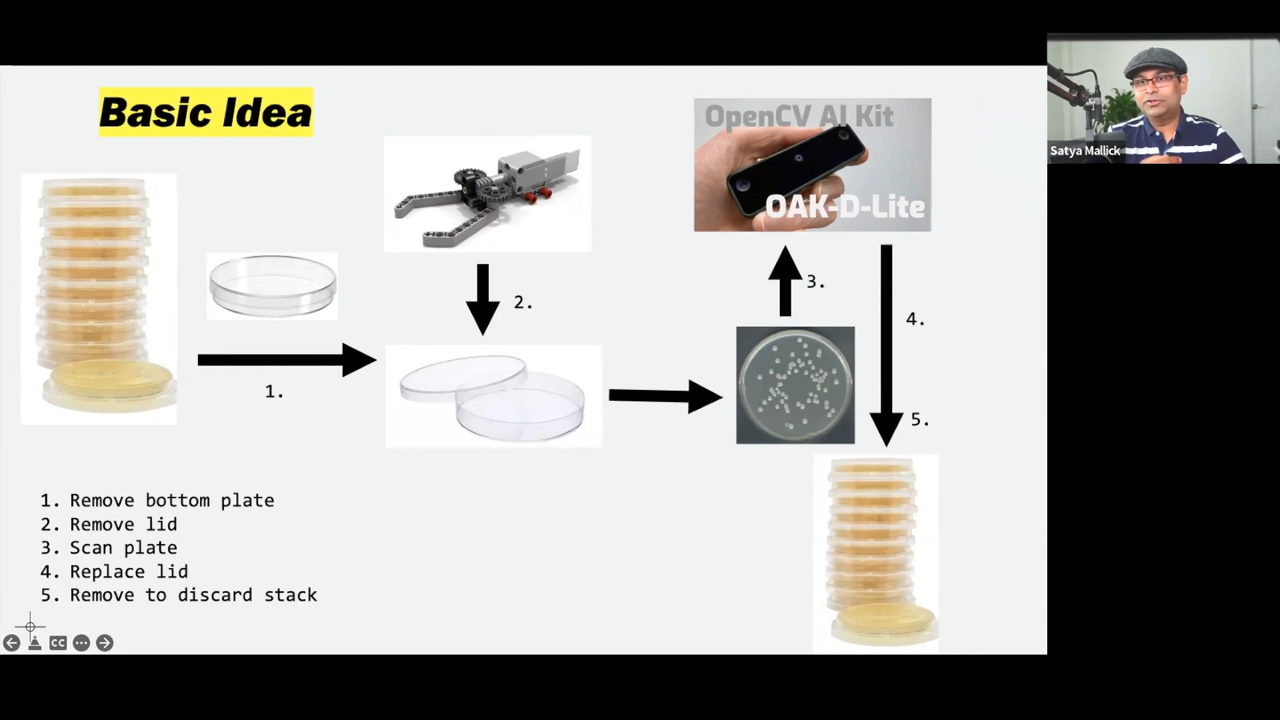 Basic Idea
OpenCV AI Kit
OAK-D-Lite
Satya Mallick
1.
2.
3.
4.
5.
1. Remove bottom plate
2. Remove lid
3. Scan plate
4. Replace lid
5. Remove to discard stack
CC